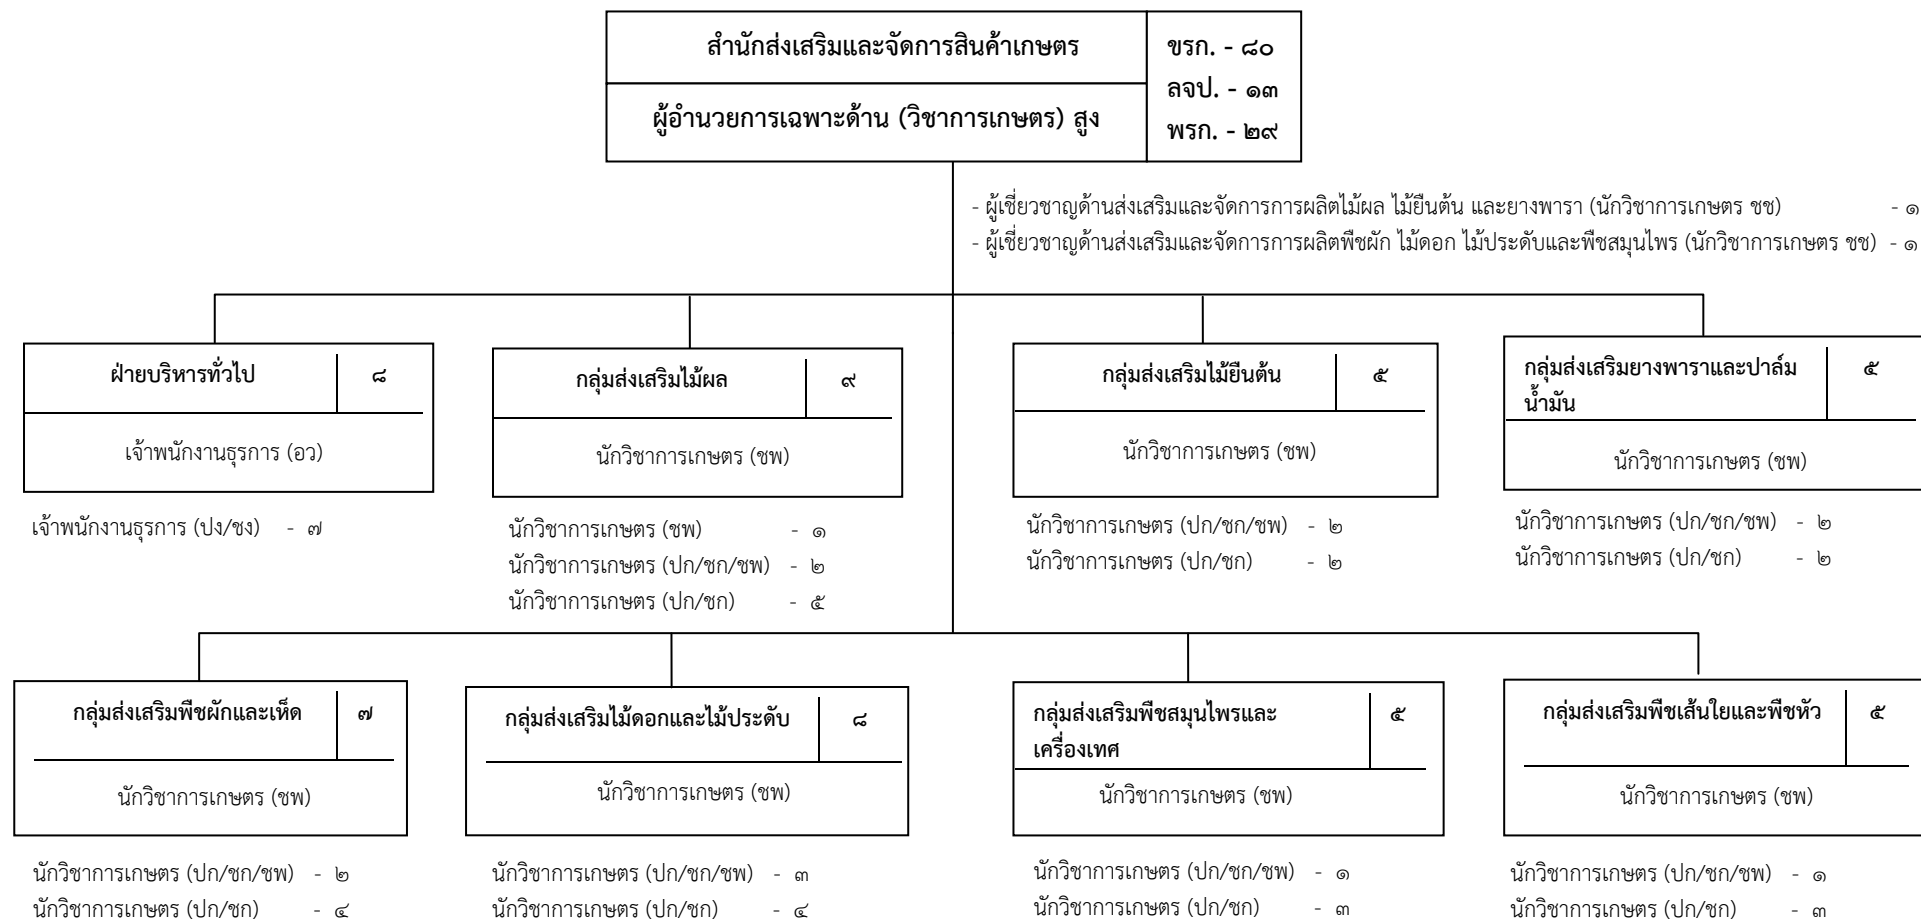 สำนักส่งเสริมและจัดการสินค้าเกษตร
ผู้อำนวยการเฉพาะด้าน (วิชาการเกษตร) สูง
ขรก. - ๘๐
ลจป. - ๑๓
พรก. - ๒๙
- ผู้เชี่ยวชาญด้านส่งเสริมและจัดการการผลิตไม้ผล ไม้ยืนต้น และยางพารา (นักวิชาการเกษตร ชช) - ๑
- ผู้เชี่ยวชาญด้านส่งเสริมและจัดการการผลิตพืชผัก ไม้ดอก ไม้ประดับและพืชสมุนไพร (นักวิชาการเกษตร ชช) - ๑
ฝ่ายบริหารทั่วไป ๘
เจ้าพนักงานธุรการ (อว)
เจ้าพนักงานธุรการ (ปง/ชง) - ๗
กลุ่มส่งเสริมไม้ผล ๙
นักวิชาการเกษตร (ชพ)
นักวิชาการเกษตร (ชพ) - ๑
นักวิชาการเกษตร (ปก/ชก/ชพ) - ๒
นักวิชาการเกษตร (ปก/ชก) - ๕
กลุ่มส่งเสริมไม้ยืนต้น ๕
นักวิชาการเกษตร (ชพ)
นักวิชาการเกษตร (ปก/ชก/ชพ) - ๒
นักวิชาการเกษตร (ปก/ชก) - ๒
กลุ่มส่งเสริมยางพาราและปาล์ม ๕
น้ำมัน
นักวิชาการเกษตร (ชพ)
นักวิชาการเกษตร (ปก/ชก/ชพ) - ๒
นักวิชาการเกษตร (ปก/ชก) - ๒
กลุ่มส่งเสริมพืชผักและเห็ด ๗
นักวิชาการเกษตร (ชพ)
นักวิชาการเกษตร (ปก/ชก/ชพ) - ๒
นักวิชาการเกษตร (ปก/ชก) - ๔
กลุ่มส่งเสริมไม้ดอกและไม้ประดับ ๘
นักวิชาการเกษตร (ชพ)
นักวิชาการเกษตร (ปก/ชก/ชพ) - ๓
นักวิชาการเกษตร (ปก/ชก) - ๔
กลุ่มส่งเสริมพืชสมุนไพรและ ๕
เครื่องเทศ
นักวิชาการเกษตร (ชพ)
นักวิชาการเกษตร (ปก/ชก/ชพ) - ๑
นักวิชาการเกษตร (ปก/ชก) - ๓
กลุ่มส่งเสริมพืชเส้นใยและพืชหัว ๕
นักวิชาการเกษตร (ชพ)
นักวิชาการเกษตร (ปก/ชก/ชพ) - ๑
นักวิชาการเกษตร (ปก/ชก) - ๓